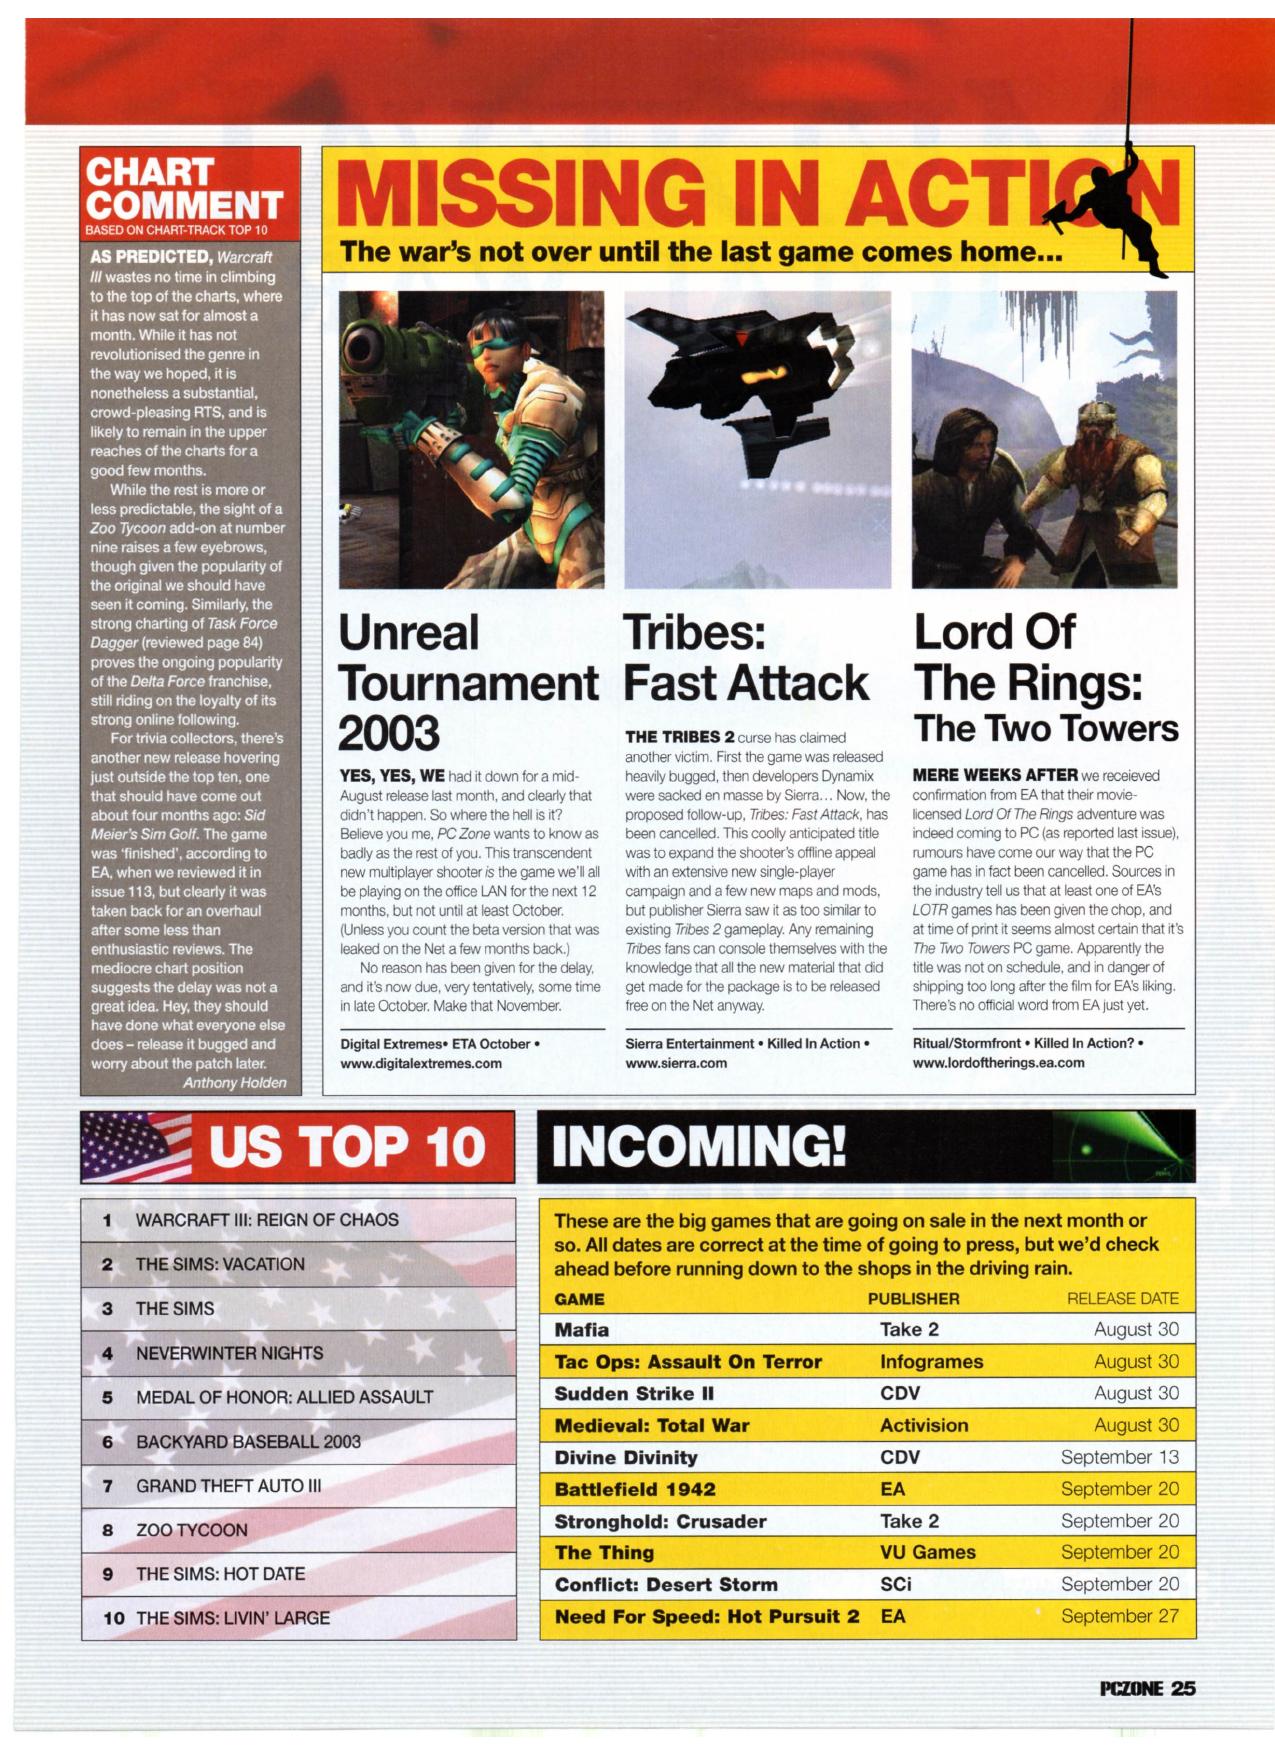 CHART
COMMENT
BASED ON CHART-TRACK TOP 10
AS PREDICTED, Warcraft
III wastes no time in climbing
to the top of the charts, where
it has now sat for almost a
month. While it has not
revolutionised the genre in
the way we hoped, it is
nonetheless a substantial,
crowd-pleasing RTS, and is
likely to remain in the upper
reaches of the charts for a
good few months.
While the rest is more or
less predictable, the sight of a
Zoo Tycoon add-on at number
nine raises a few eyebrows,
though given the popularity of
the original we should have
seen it coming. Similarly, the
strong charting of Task Force
Dagger (reviewed page 84)
proves the ongoing popularity
of the Delta Force franchise,
still riding on the loyalty of its
strong online following.
For trivia collectors, there's
another new release hovering
just outside the top ten, one
that should have come out
about four months ago: Sid
Meier's Sim Golf. The game
was 'finished', according to
EA, when we reviewed it in
issue 113, but clearly it was
taken back for an overhaul
after some less than
enthusiastic reviews. The
mediocre chart position
suggests the delay was not a
great idea. Hey, they should
have done what everyone else
does – release it bugged and
worry about the patch later.
Anthony Holden
MISSING IN ACTION
The war's not over until the last game comes home...
Unreal
Tournament
2003
YES, YES, WE had it down for a mid-
August release last month, and clearly that
didn't happen. So where the hell is it?
Believe you me, PC Zone wants to know as
badly as the rest of you. This transcendent
new multiplayer shooter is the game we'll all
be playing on the office LAN for the next 12
months, but not until at least October.
(Unless you count the beta version that was
leaked on the Net a few months back.)
No reason has been given for the delay,
and it's now due, very tentatively, some time
in late October. Make that November.
Digital Extremes• ETA October •
www.digitalextremes.com
Tribes:
Fast Attack
THE TRIBES 2 curse has claimed
another victim. First the game was released
heavily bugged, then developers Dynamix
were sacked en masse by Sierra... Now, the
proposed follow-up, Tribes: Fast Attack, has
been cancelled. This coolly anticipated title
was to expand the shooter's offline appeal
with an extensive new single-player
campaign and a few new maps and mods,
but publisher Sierra saw it as too similar to
existing Tribes 2 gameplay. Any remaining
Tribes fans can console themselves with the
knowledge that all the new material that did
get made for the package is to be released
free on the Net anyway.
Sierra Entertainment • Killed In Action •
www.sierra.com
Lord Of
The Rings:
The Two Towers
MERE WEEKS AFTER we receieved
confirmation from EA that their movie-
licensed Lord Of The Rings adventure was
indeed coming to PC (as reported last issue),
rumours have come our way that the PC
game has in fact been cancelled. Sources in
the industry tell us that at least one of EA's
LOTR games has been given the chop, and
at time of print it seems almost certain that it's
The Two Towers PC game. Apparently the
title was not on schedule, and in danger of
shipping too long after the film for EA's liking.
There's no official word from EA just yet.
Ritual/Stormfront • Killed In Action? •
www.lordoftherings.ea.com
US TOP 10
1 WARCRAFT III: REIGN OF CHAOS
2 THE SIMS: VACATION
3 THE SIMS
4 NEVERWINTER NIGHTS
5 MEDAL OF HONOR: ALLIED ASSAULT
6 BACKYARD BASEBALL 2003
7 GRAND THEFT AUTO III
8 ZOO TYCOON
9 THE SIMS: HOT DATE
10 THE SIMS: LIVIN' LARGE
INCOMING!
These are the big games that are going on sale in the next month or
so. All dates are correct at the time of going to press, but we'd check
ahead before running down to the shops in the driving rain.
GAME PUBLISHER RELEASE DATE
Mafia Take 2 August 30
Tac Ops: Assault On Terror Infogrames August 30
Sudden Strike II CDV August 30
Medieval: Total War Activision August 30
Divine Divinity CDV September 13
Battlefield 1942 EA September 20
Stronghold: Crusader Take 2 September 20
The Thing VU Games September 20
Conflict: Desert Storm SCi September 20
Need For Speed: Hot Pursuit 2 EA September 27
PCZONE 25